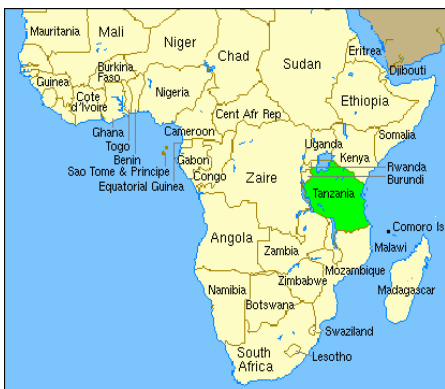 Mauritania
Mali
Niger
Chad
Sudan
Eritrea
Djibouti
Guinea
Burkina
Faso
Cote
d'Ivoire
Nigeria
Ethiopia
Ghana
Togo
Benin
Sao Tome & Principe
Equatorial Guinea
Cameroon
Cent Afr Rep
Somalia
Uganda
Kenya
Gabon
Congo
Zaire
Rwanda
Burundi
Tanzania
Comoro Is
Angola
Zambia
Malawi
Mozambique
Zimbabwe
Madagascar
Namibia
Botswana
Swaziland
South
Africa
Lesotho